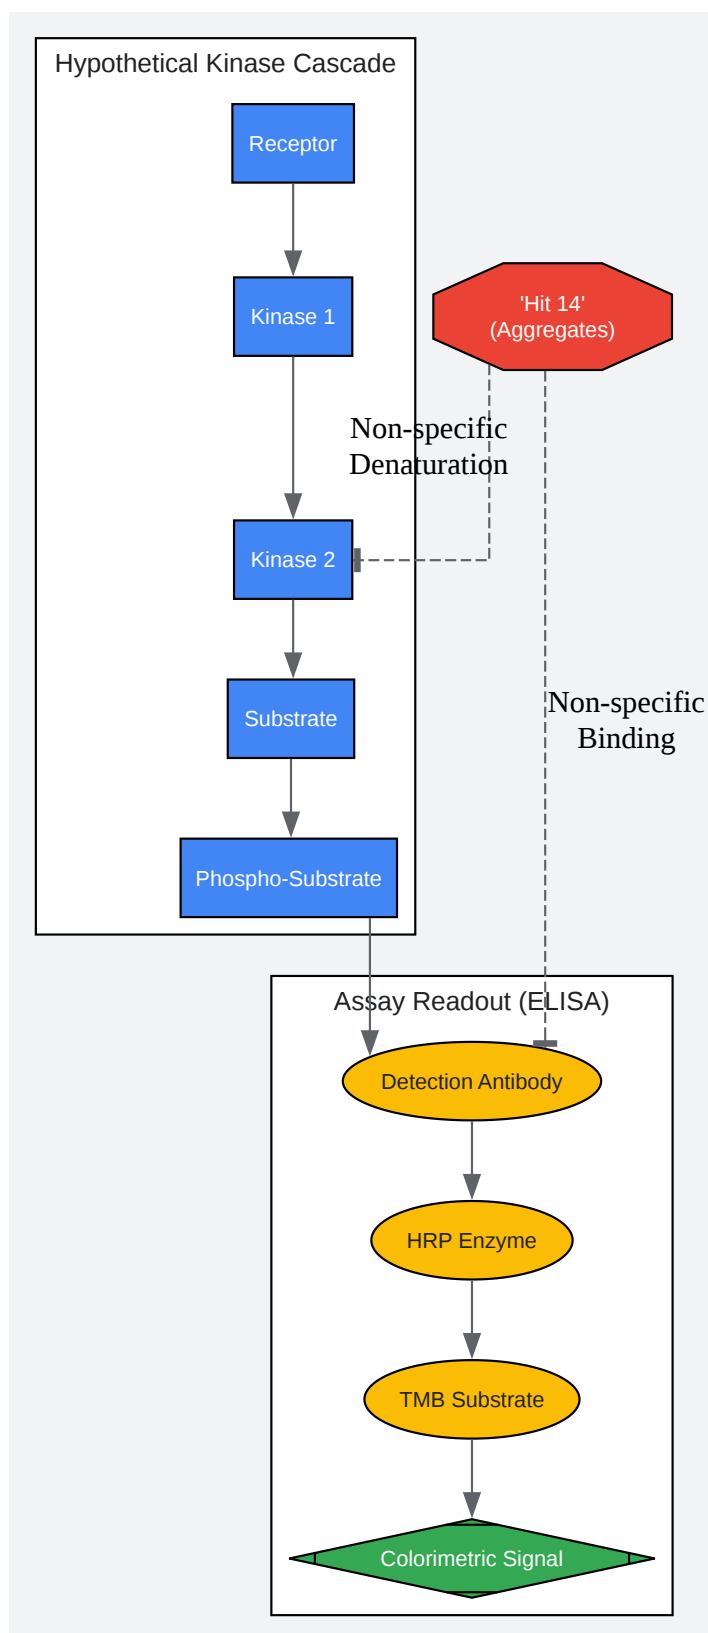 Hypothetical Kinase Cascade
Receptor
Kinase 1
'Hit 14'
(Aggregates)
Non-specific
Denaturation
Kinase 2
Substrate
Non-specific
Binding
Phospho-Substrate
Assay Readout (ELISA)
Detection Antibody
HRP Enzyme
TMB Substrate
Colorimetric Signal